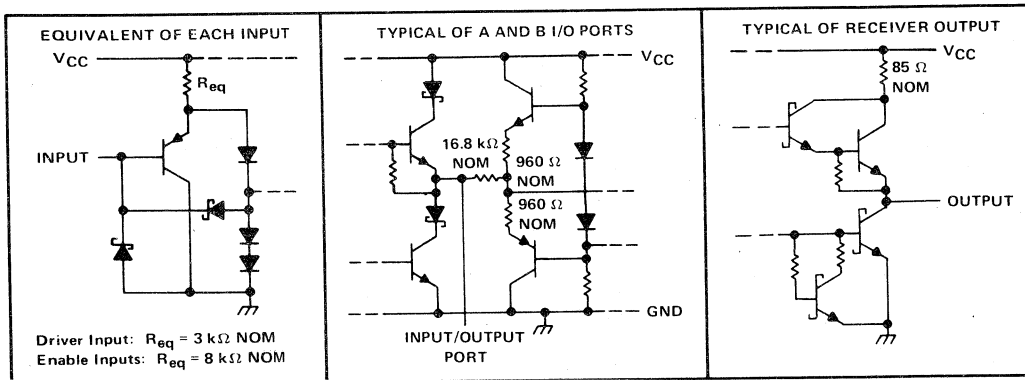 EQUIVALENT OF EACH INPUT
VCC
Req
INPUT
Driver Input: Req = 3 kΩ NOM
Enable Inputs: Req = 8 kΩ NOM
TYPICAL OF A AND B I/O PORTS
VCC
16.8 kΩ
NOM
960 Ω
NOM
960 Ω
NOM
GND
INPUT/OUTPUT
PORT
TYPICAL OF RECEIVER OUTPUT
VCC
85 Ω
NOM
OUTPUT